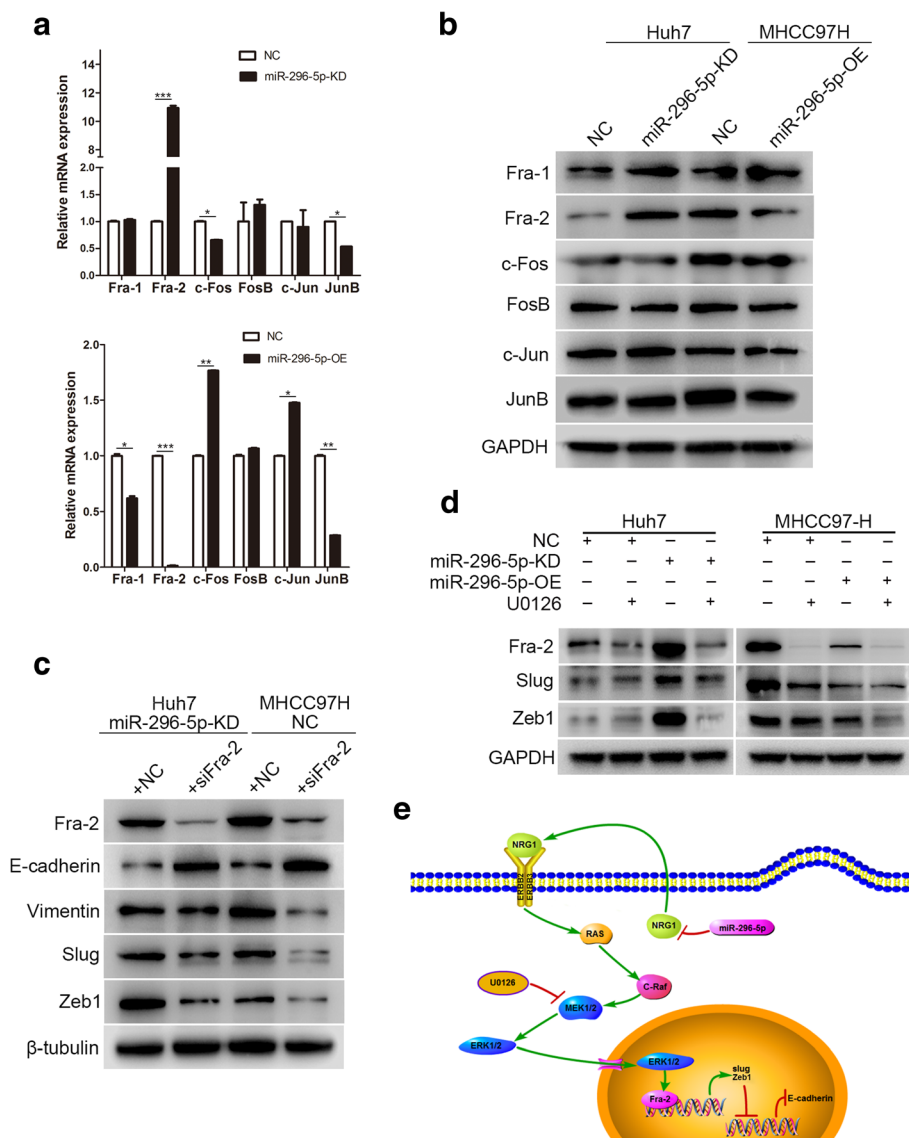 a
NC
miR-296-5p-KD
Relative mRNA expression
14
12
10
8
6
4
2.0
1.5
1.0
0.5
0.0
***
*
*
Fra-1 Fra-2 c-Fos FosB c-Jun JunB
NC
miR-296-5p-OE
Relative mRNA expression
2.0
1.5
1.0
0.5
0.0
*
***
**
*
**
Fra-1 Fra-2 c-Fos FosB c-Jun JunB
b
Huh7 MHCC97H
NC miR-296-5p-KD NC miR-296-5p-OE
Fra-1
Fra-2
c-Fos
FosB
c-Jun
JunB
GAPDH
c
Huh7 MHCC97H
miR-296-5p-KD NC
+NC +siFra-2 +NC +siFra-2
Fra-2
E-cadherin
Vimentin
Slug
Zeb1
β-tubulin
d
Huh7 MHCC97-H
NC + + – – + + – –
miR-296-5p-KD – – + + – – – –
miR-296-5p-OE – – – – – – + +
U0126 – + – + – + – +
Fra-2
Slug
Zeb1
GAPDH
e
NRG1
ERBB2 ERBB3
NRG1 miR-296-5p
RAS
C-Raf
U0126
MEK1/2
ERK1/2
ERK1/2
Fra-2
slug
Zeb1
E-cadherin